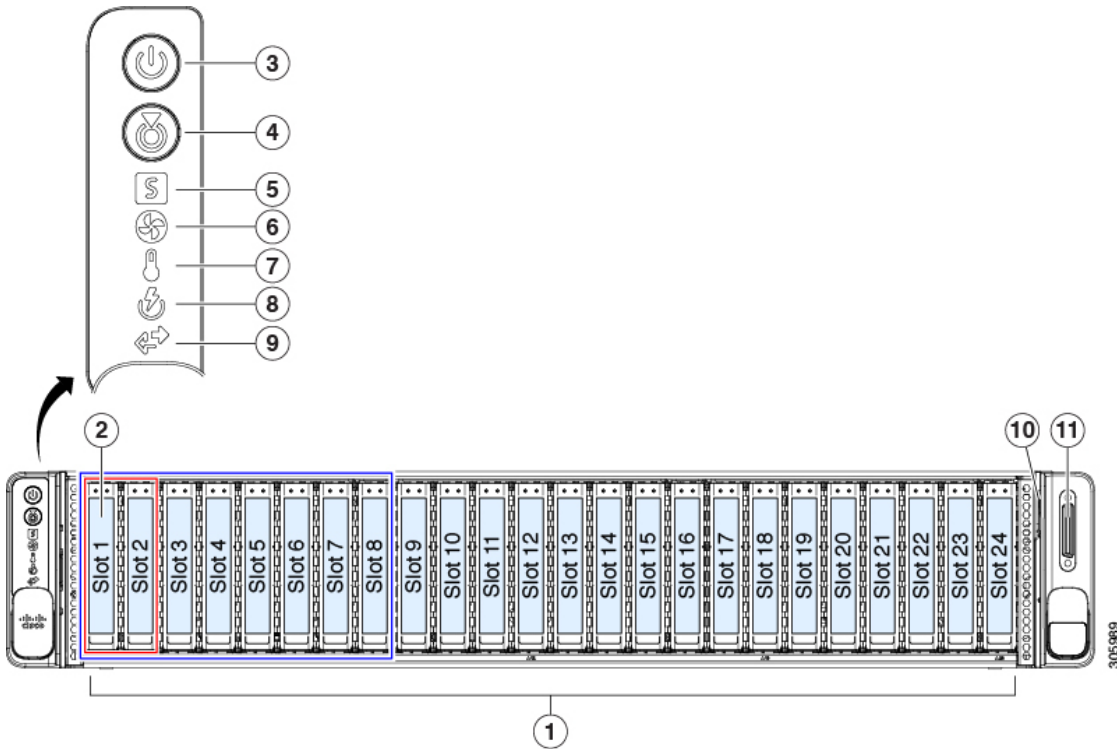 3
4
S
5
6
7
8
9
2
10
11
Slot 1
Slot 2
Slot 3
Slot 4
Slot 5
Slot 6
Slot 7
Slot 8
Slot 9
Slot 10
Slot 11
Slot 12
Slot 13
Slot 14
Slot 15
Slot 16
Slot 17
Slot 18
Slot 19
Slot 20
Slot 21
Slot 22
Slot 23
Slot 24
cisco
305989
1